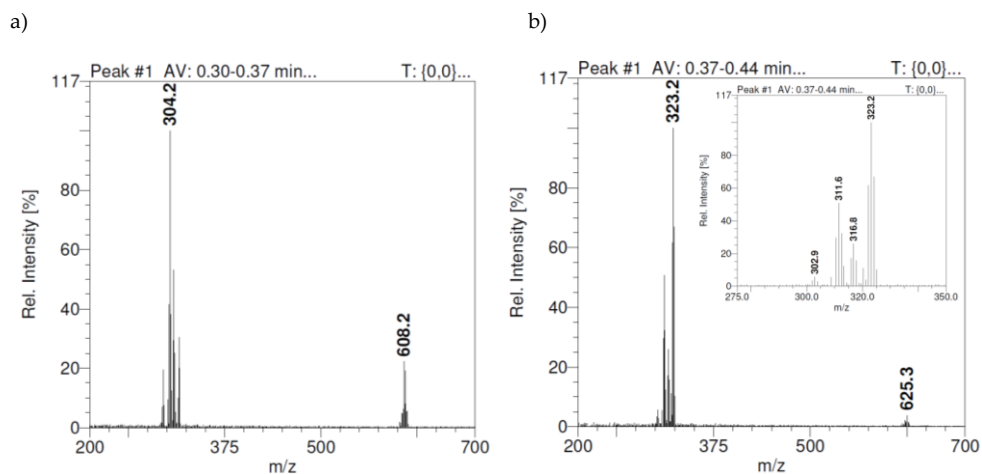 a)
b)
Peak #1 AV: 0.30-0.37 min... T: {0,0}...
117
304.2
80
60
40
20
0
608.2
Rel. Intensity [%]
200 375 500 700
m/z
Peak #1 AV: 0.37-0.44 min... T: {0,0}...
117
323.2
80
60
40
20
0
625.3
Rel. Intensity [%]
200 375 500 700
m/z
Peak #1 AV: 0.37-0.44 min... T: {0,0}...
117
323.2
80
60
40
20
0
311.6
316.8
302.9
Rel. Intensity [%]
275.0 300.0 320.0 350.0
m/z